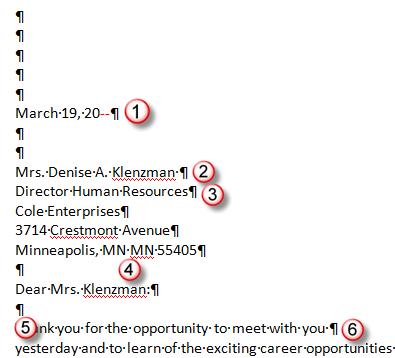 ¶
¶
¶
¶
¶
March·19,·20--¶ 1
¶
¶
Mrs.·Denise·A.·Klenzman·¶ 2
Director·Human·Resources¶ 3
Cole·Enterprises¶
3714·Crestmont·Avenue¶
Minneapolis,·MN·MN·55405¶
¶ 4
Dear·Mrs.·Klenzman:¶
¶
5 ank·you·for·the·opportunity·to·meet·with·you·¶ 6
yesterday·and·to·learn·of·the·exciting·career·opportunities·